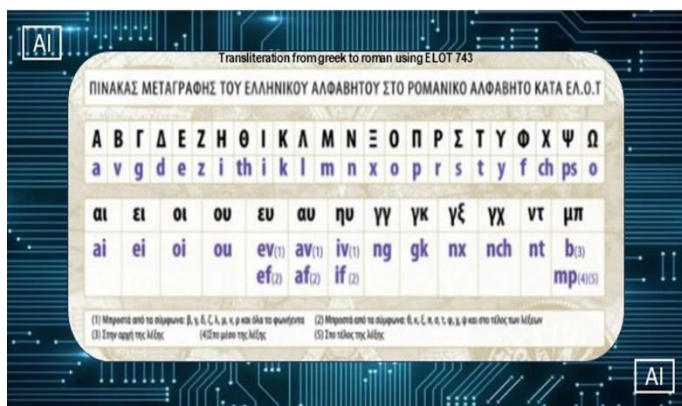 AI
Transliteration from greek to roman using ELOT 743
ΠΙΝΑΚΑΣ ΜΕΤΑΓΡΑΦΗΣ ΤΟΥ ΕΛΛΗΝΙΚΟΥ ΑΛΦΑΒΗΤΟΥ ΣΤΟ ΡΟΜΑΝΙΚΟ ΑΛΦΑΒΗΤΟ ΚΑΤΑ ΕΛ.Ο.Τ
Α Β Γ Δ Ε Ζ Η Θ Ι Κ Λ Μ Ν Ξ Ο Π Ρ Σ Τ Υ Φ Χ Ψ Ω
a v g d e z i th i k l m n x o p r s t y f ch ps o
αι ει οι ου ευ αυ ηυ γγ γκ γξ γχ ντ μπ
ai ei oi ou ev(1) av(1) iv(1) ng gk nx nch nt b(3)
ef(2) af(2) if (2) mp(4)(5)
(1) Μπροστά από τα σύμφωνα: β, γ, δ, ζ, λ, μ, ν, ρ και όλα τα φωνήεντα (2) Μπροστά από τα σύμφωνα: θ, κ, ξ, π, σ, τ, φ, χ, ψ και στο τέλος των λέξεων
(3) Στην αρχή της λέξης (4)Στο μέσο της λέξης (5) Στο τέλος της λέξης
AI